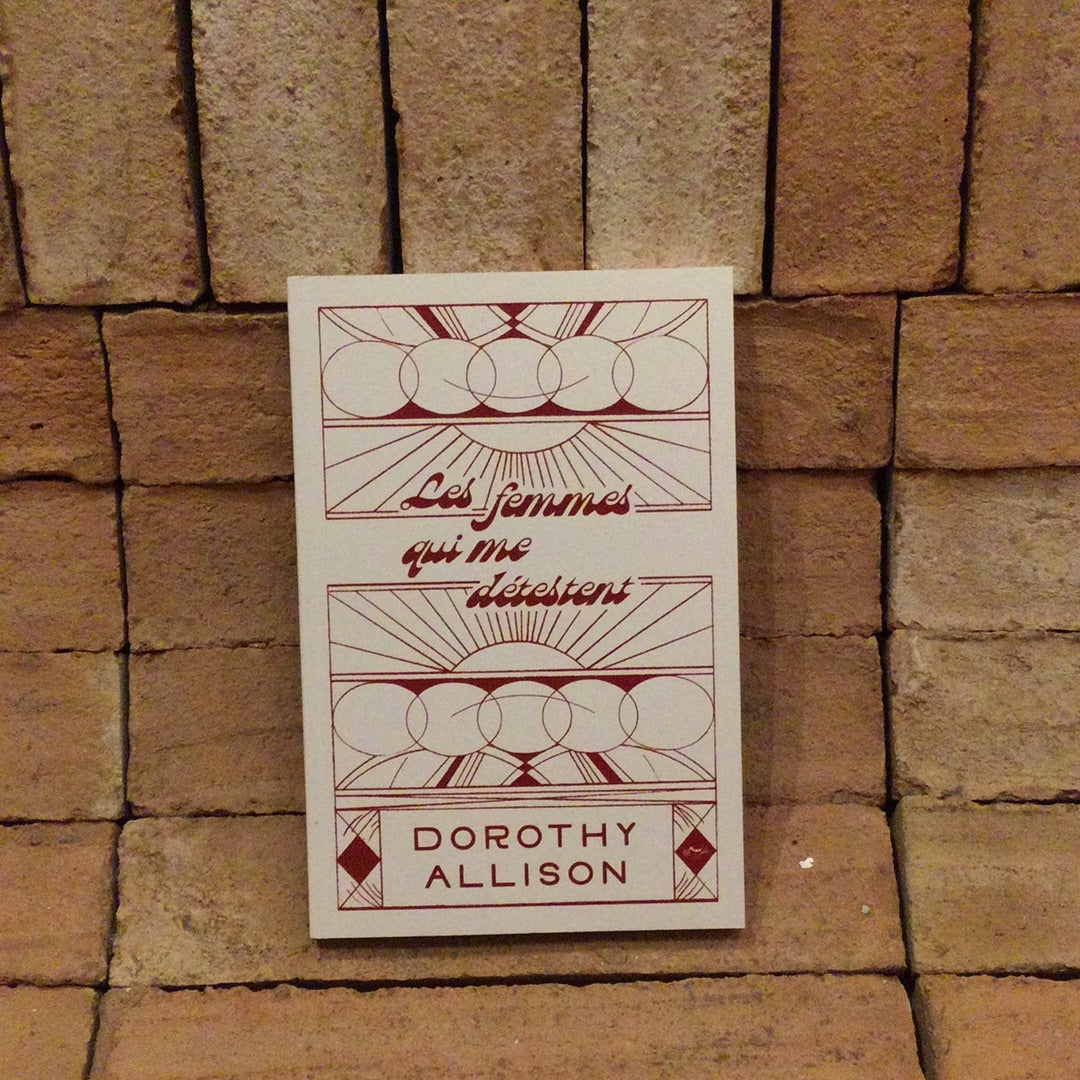 Les femmes
qui me
détestent
DOROTHY
ALLISON